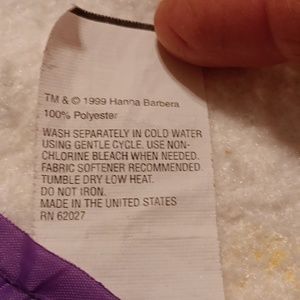 TM & © 1999 Hanna Barbera
100% Polyester
WASH SEPARATELY IN COLD WATER
USING GENTLE CYCLE. USE NON-
CHLORINE BLEACH WHEN NEEDED.
FABRIC SOFTENER RECOMMENDED.
TUMBLE DRY LOW HEAT.
DO NOT IRON.
MADE IN THE UNITED STATES
RN 62027